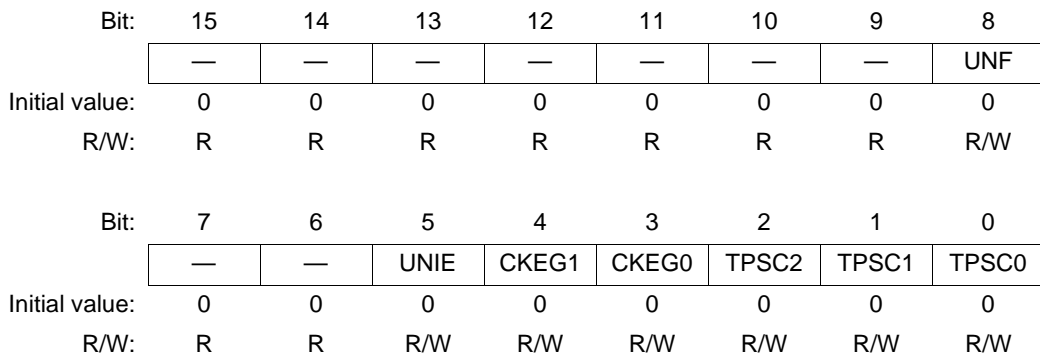 Bit: 15 14 13 12 11 10 9 8
— — — — — — — UNF
Initial value: 0 0 0 0 0 0 0 0
R/W: R R R R R R R R/W
Bit: 7 6 5 4 3 2 1 0
— — UNIE CKEG1 CKEG0 TPSC2 TPSC1 TPSC0
Initial value: 0 0 0 0 0 0 0 0
R/W: R R R/W R/W R/W R/W R/W R/W